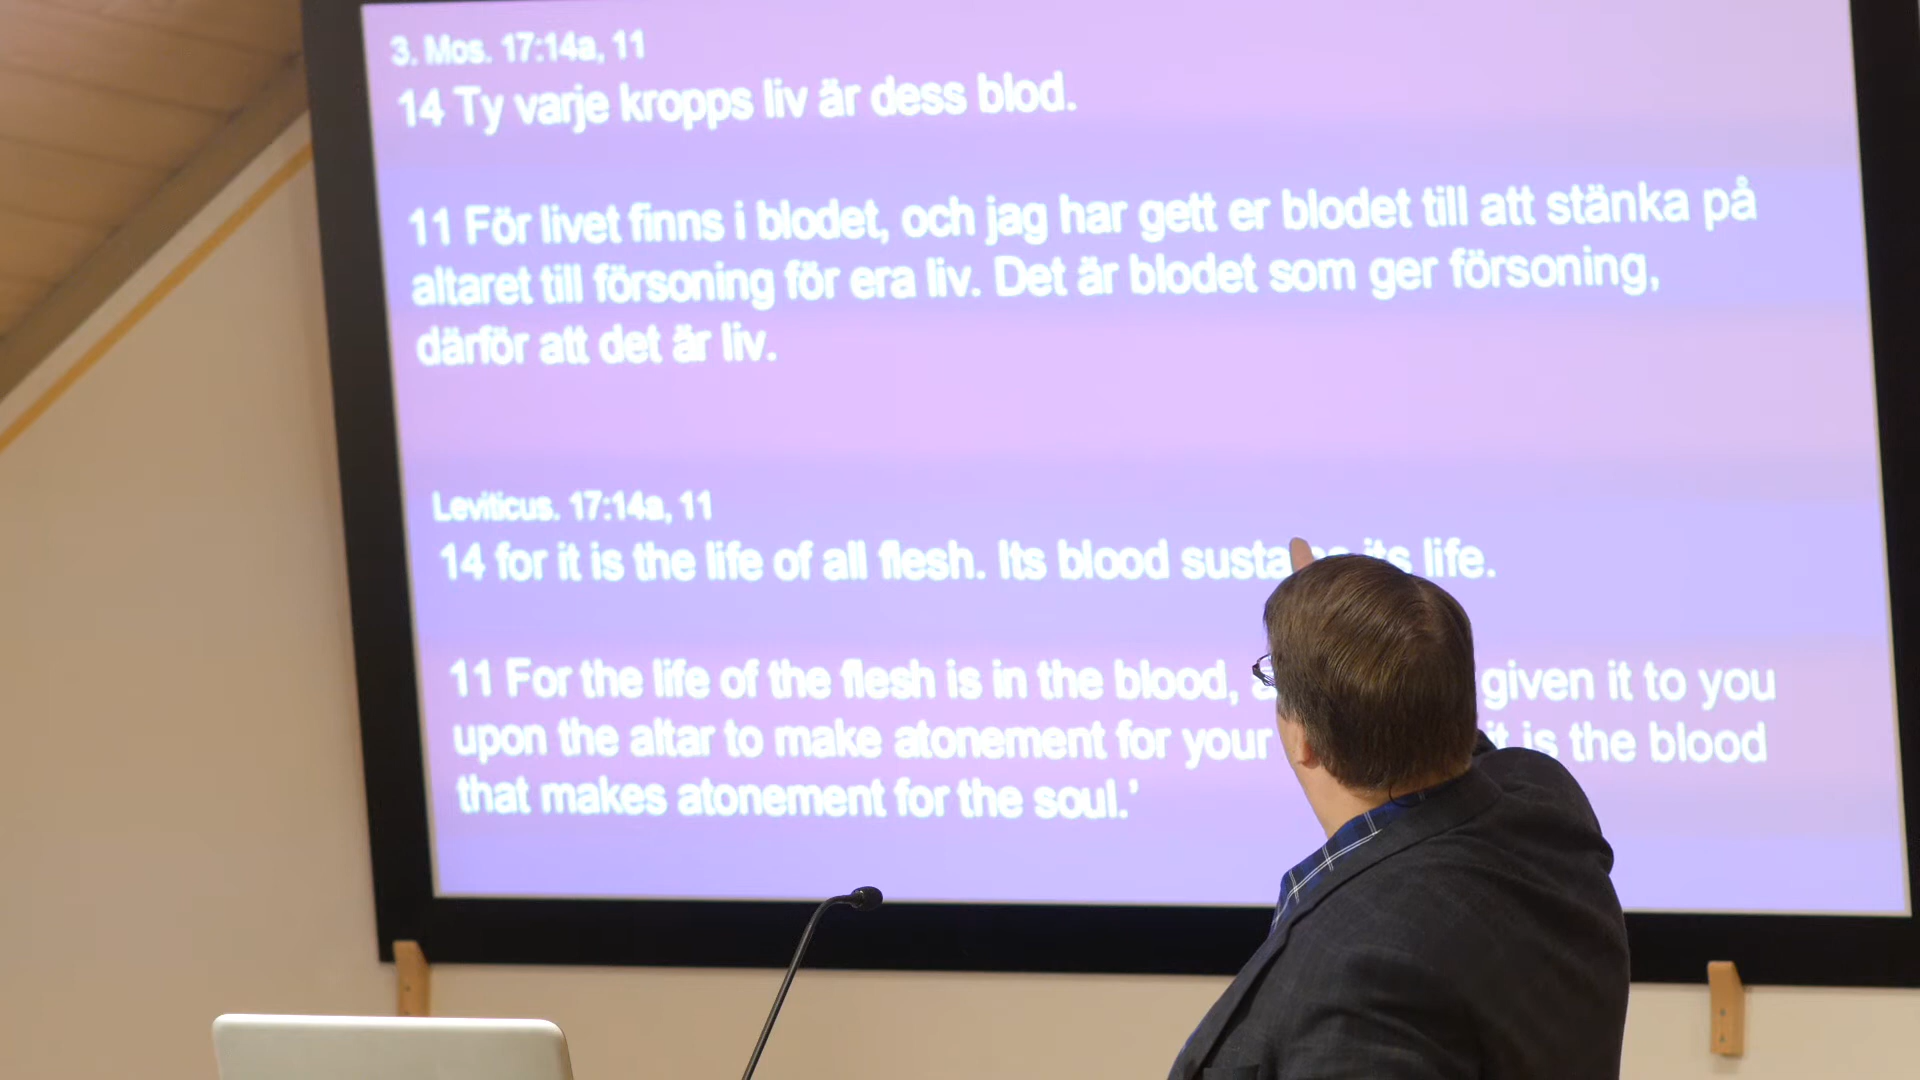 3. Mos. 17:14a, 11
14 Ty varje kropps liv är dess blod.
11 För livet finns i blodet, och jag har gett er blodet till att stänka på
altaret till försoning för era liv. Det är blodet som ger försoning,
därför att det är liv.
Leviticus. 17:14a, 11
14 for it is the life of all flesh. Its blood its life.
11 For the life of the flesh is in the blood, given it to you
upon the altar to make atonement for your it is the blood
that makes atonement for the soul.’